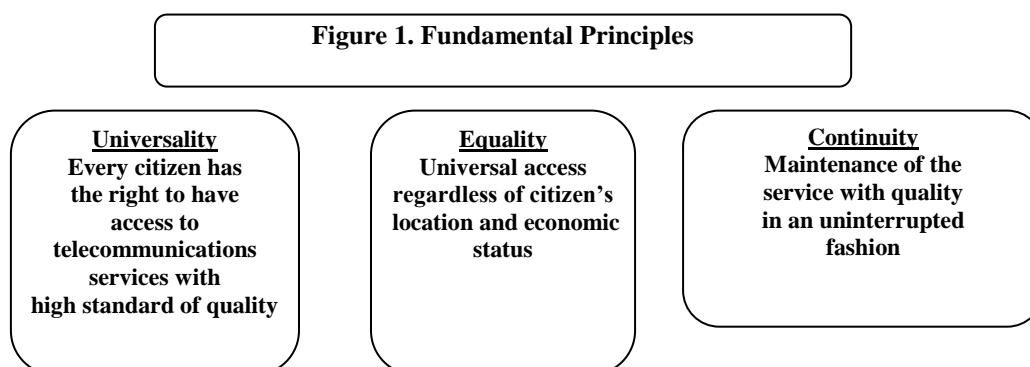 Figure 1. Fundamental Principles
Universality
Every citizen has
the right to have
access to
telecommunications
services with
high standard of quality
Equality
Universal access
regardless of citizen's
location and economic
status
Continuity
Maintenance of the
service with quality
in an uninterrupted
fashion